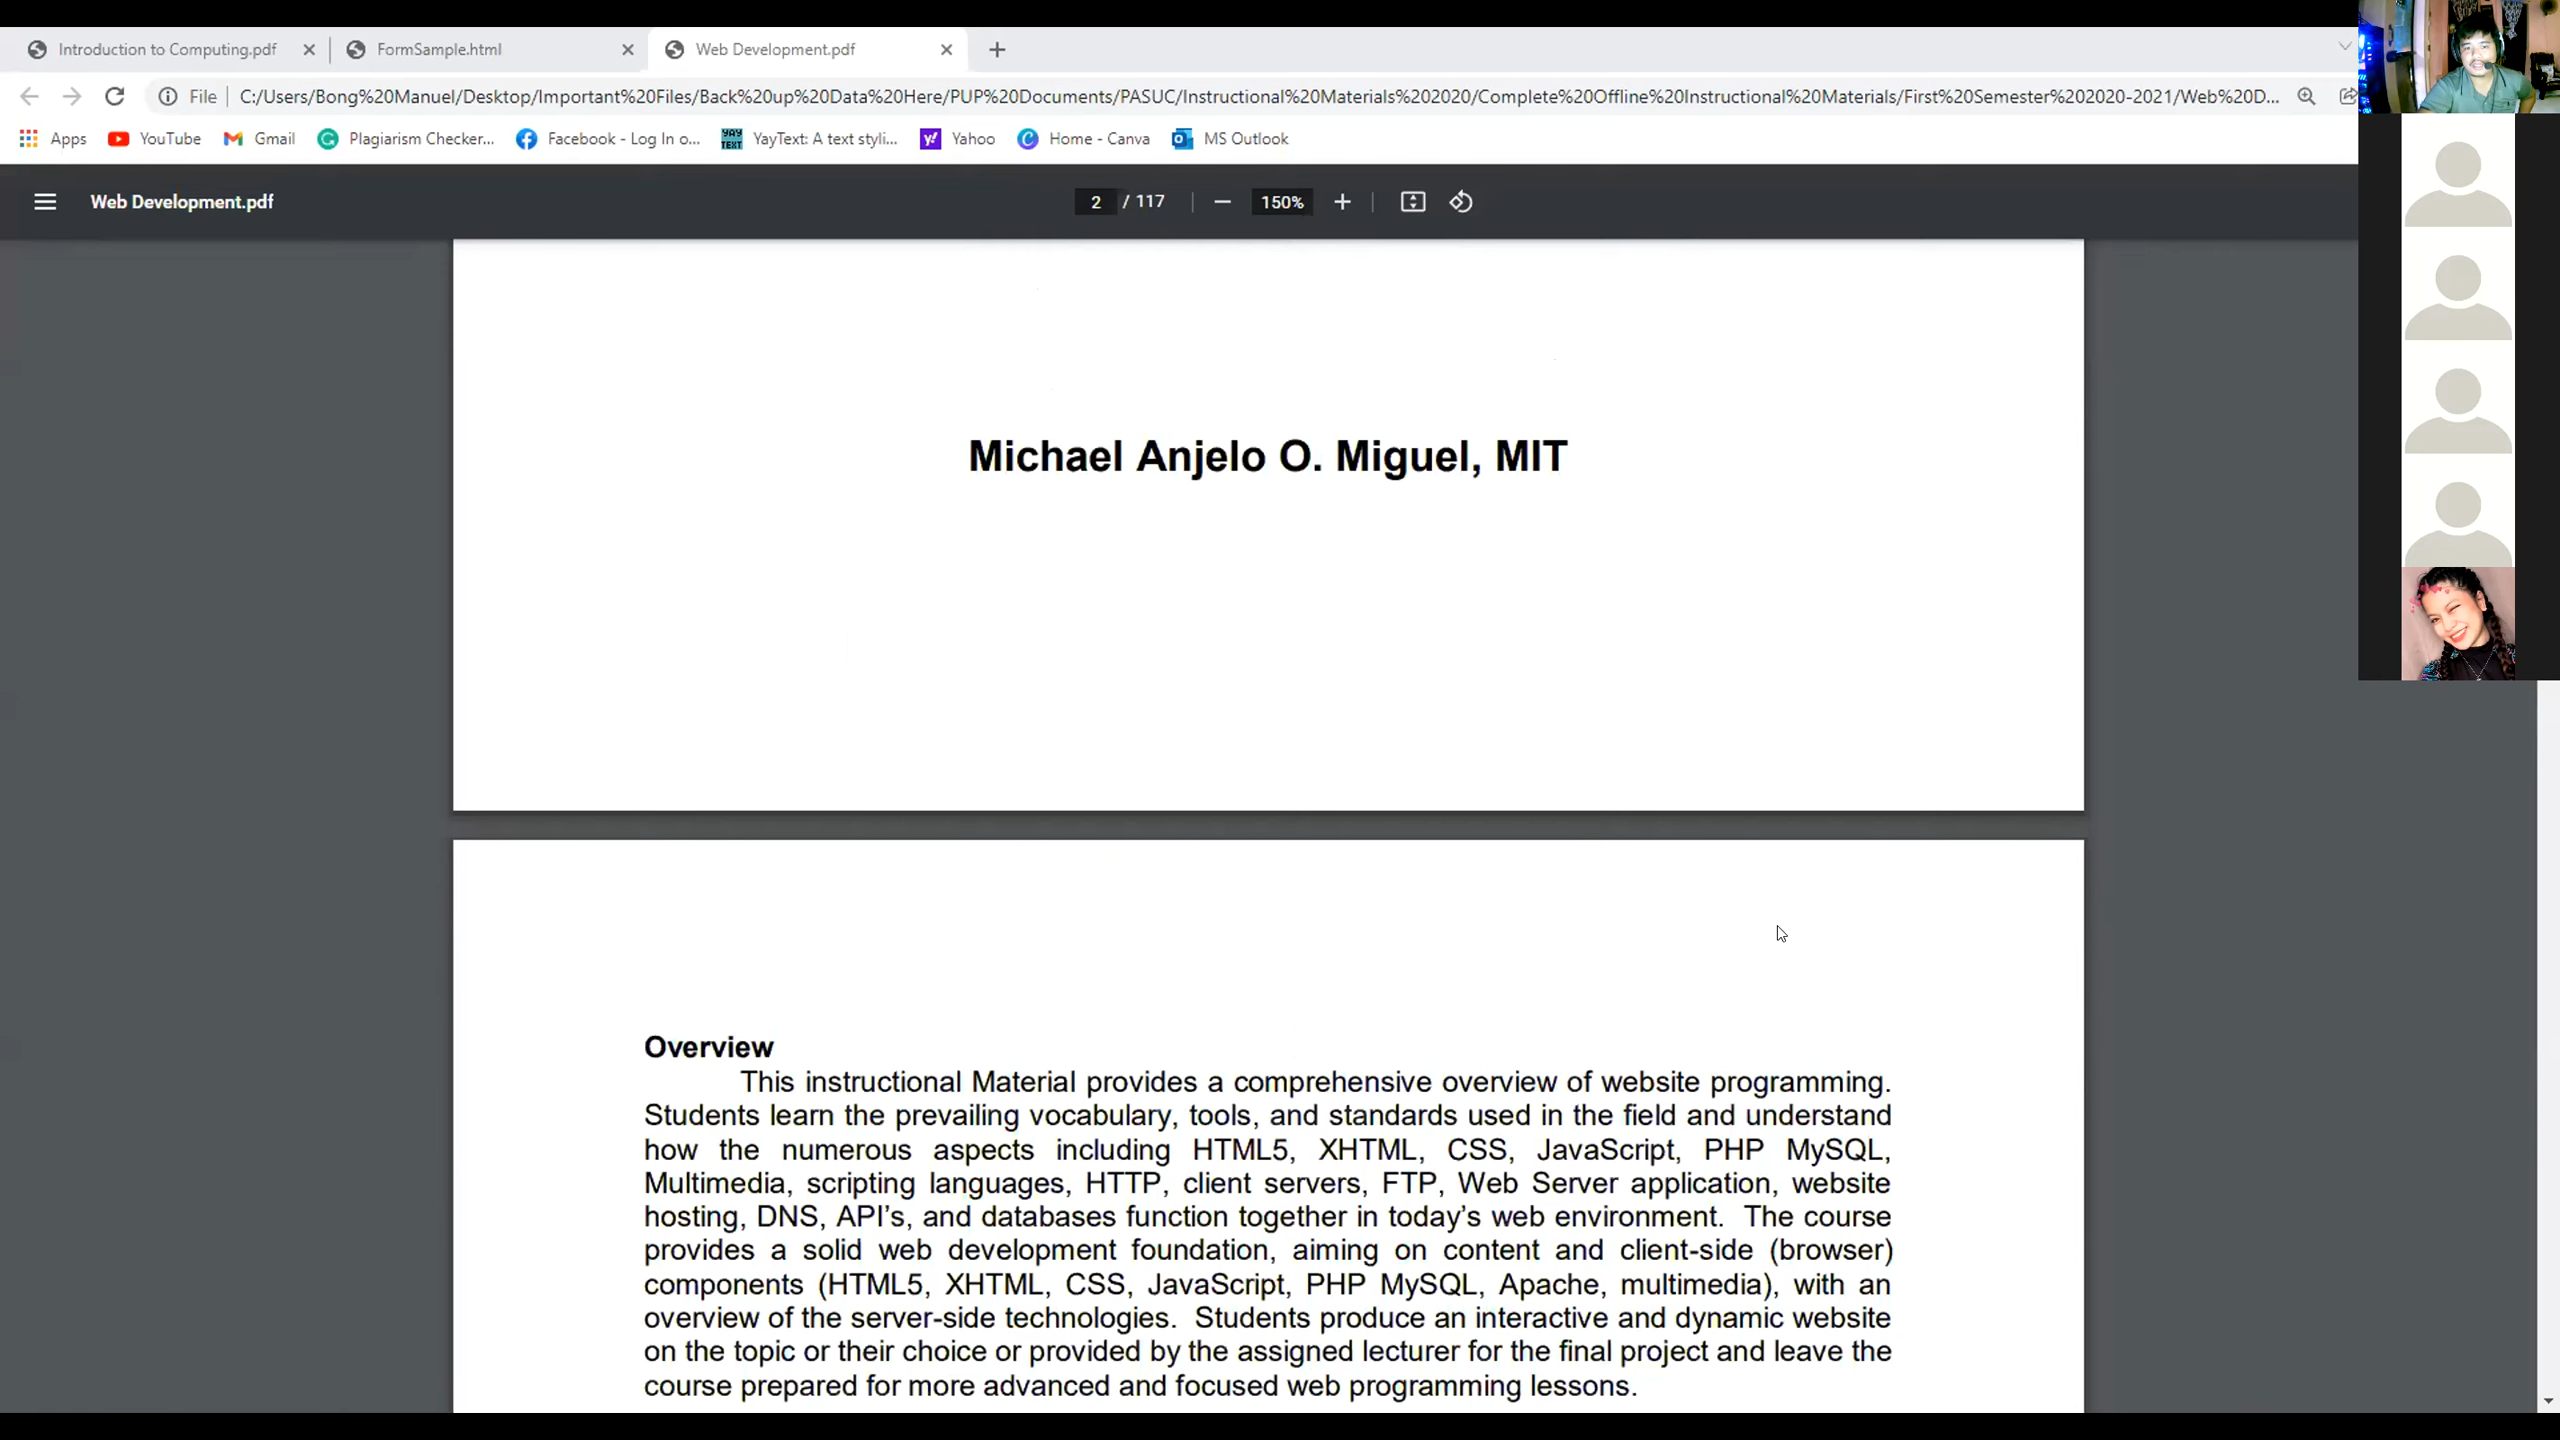 Introduction to Computing.pdf
FormSample.html
Web Development.pdf
File
C:/Users/Bong%20Manuel/Desktop/Important%20Files/Back%20up%20Data%20Here/PUP%20Documents/PASUC/Instructional%20Materials%202020/Complete%20Offline%20Instructional%20Materials/First%20Semester%202020-2021/Web%20D...
Apps
YouTube
Gmail
Plagiarism Checker...
Facebook - Log In o...
YAY TEXT
YayText: A text styli...
Yahoo
Home - Canva
MS Outlook
Web Development.pdf
2 / 117
150%
Michael Anjelo O. Miguel, MIT
Overview
This instructional Material provides a comprehensive overview of website programming.
Students learn the prevailing vocabulary, tools, and standards used in the field and understand
how the numerous aspects including HTML5, XHTML, CSS, JavaScript, PHP MySQL,
Multimedia, scripting languages, HTTP, client servers, FTP, Web Server application, website
hosting, DNS, API’s, and databases function together in today’s web environment. The course
provides a solid web development foundation, aiming on content and client-side (browser)
components (HTML5, XHTML, CSS, JavaScript, PHP MySQL, Apache, multimedia), with an
overview of the server-side technologies. Students produce an interactive and dynamic website
on the topic or their choice or provided by the assigned lecturer for the final project and leave the
course prepared for more advanced and focused web programming lessons.